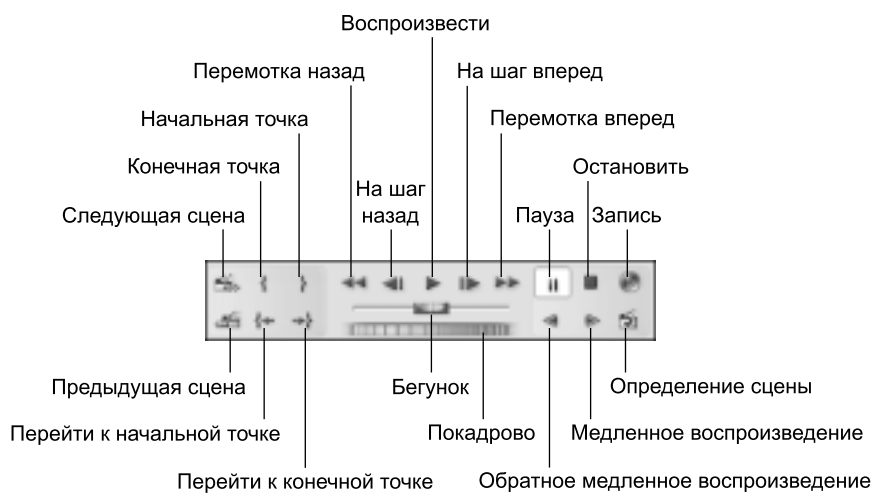 Воспроизвести
Перемотка назад
На шаг вперед
Начальная точка
Перемотка вперед
Конечная точка
Остановить
На шаг
назад
Следующая сцена
Пауза
Запись
Предыдущая сцена
Бегунок
Определение сцены
Перейти к начальной точке
Покадрово
Медленное воспроизведение
Перейти к конечной точке
Обратное медленное воспроизведение